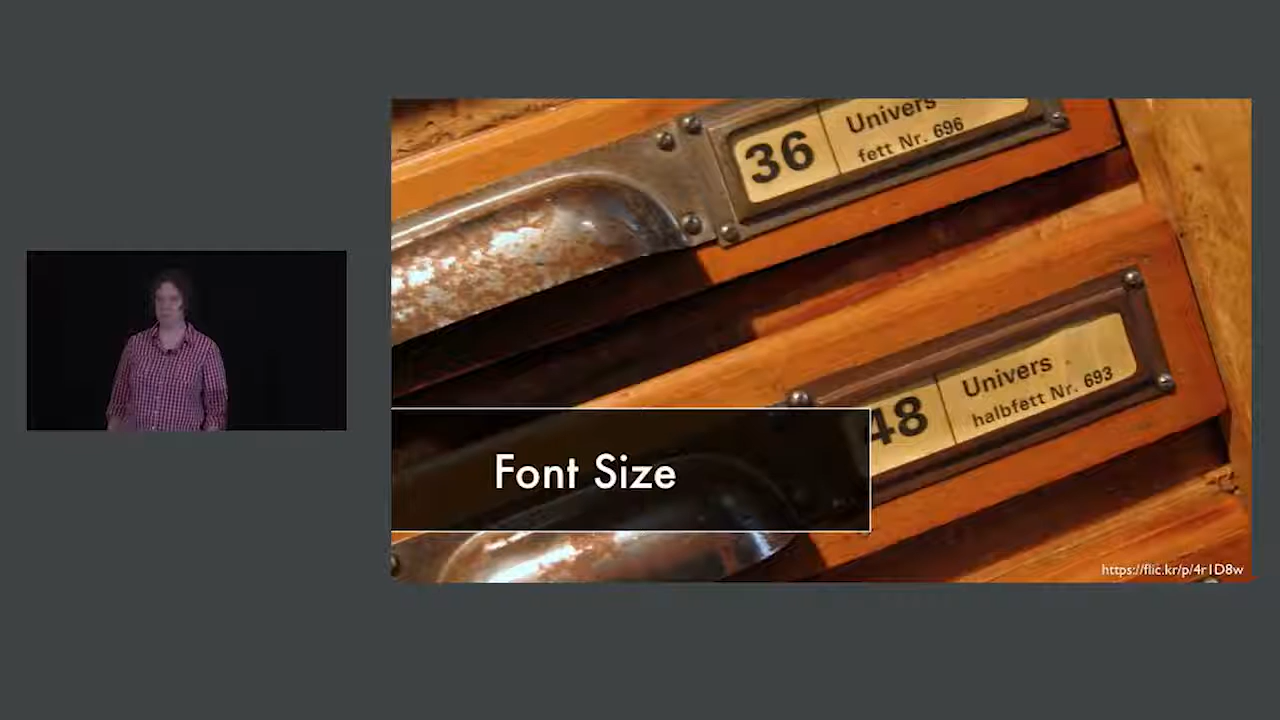 36
Univers
fett Nr. 696
48
Univers
halbfett Nr. 693
Font Size
https://flic.kr/p/4r1D8w